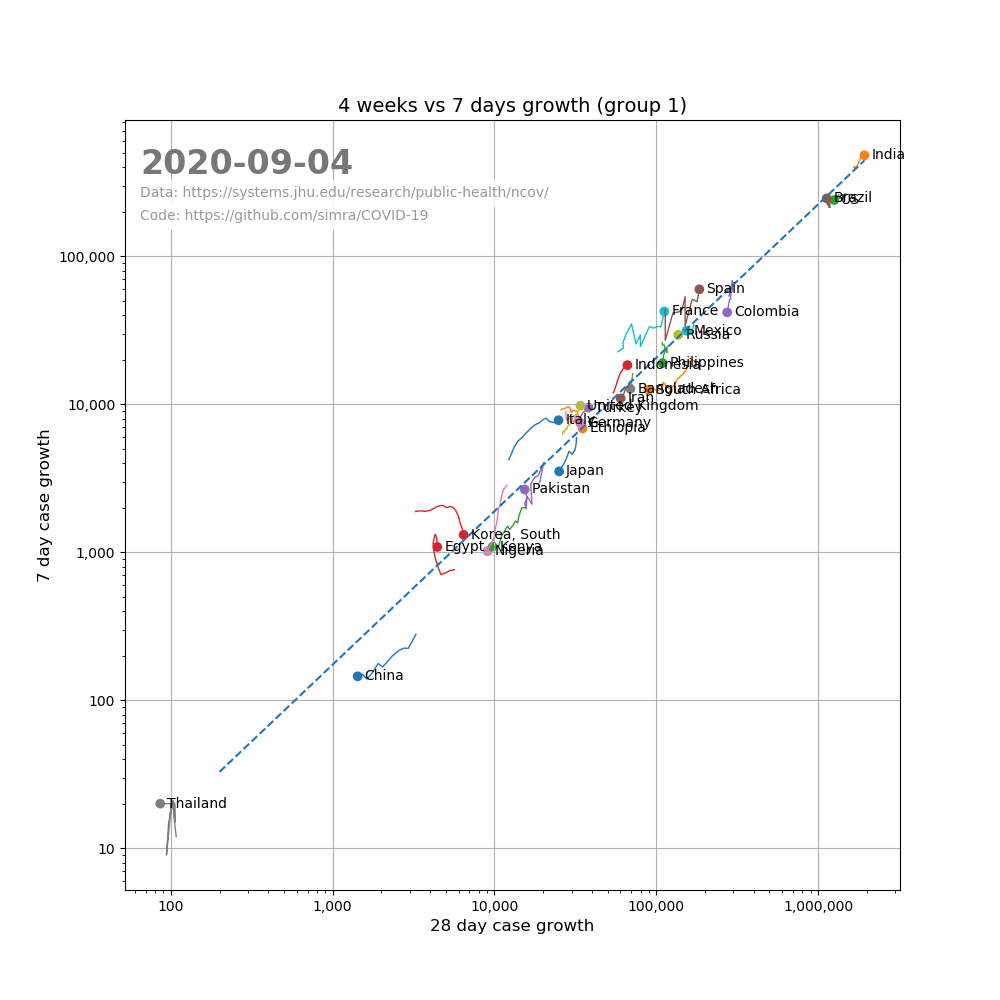 4 weeks vs 7 days growth (group 1)
2020-09-04
Data: https://systems.jhu.edu/research/public-health/ncov/
Code: https://github.com/simra/COVID-19
India
Brazil
US
100,000
Spain
France
Colombia
Mexico
Russia
Philippines
Indonesia
Bangladesh
South Africa
Iran
10,000
United Kingdom
Turkey
Italy
Germany
Ethiopia
Japan
Pakistan
Korea, South
Egypt
Kenya
Nigeria
1,000
China
100
Thailand
10
7 day case growth
100
1,000
10,000
100,000
1,000,000
28 day case growth